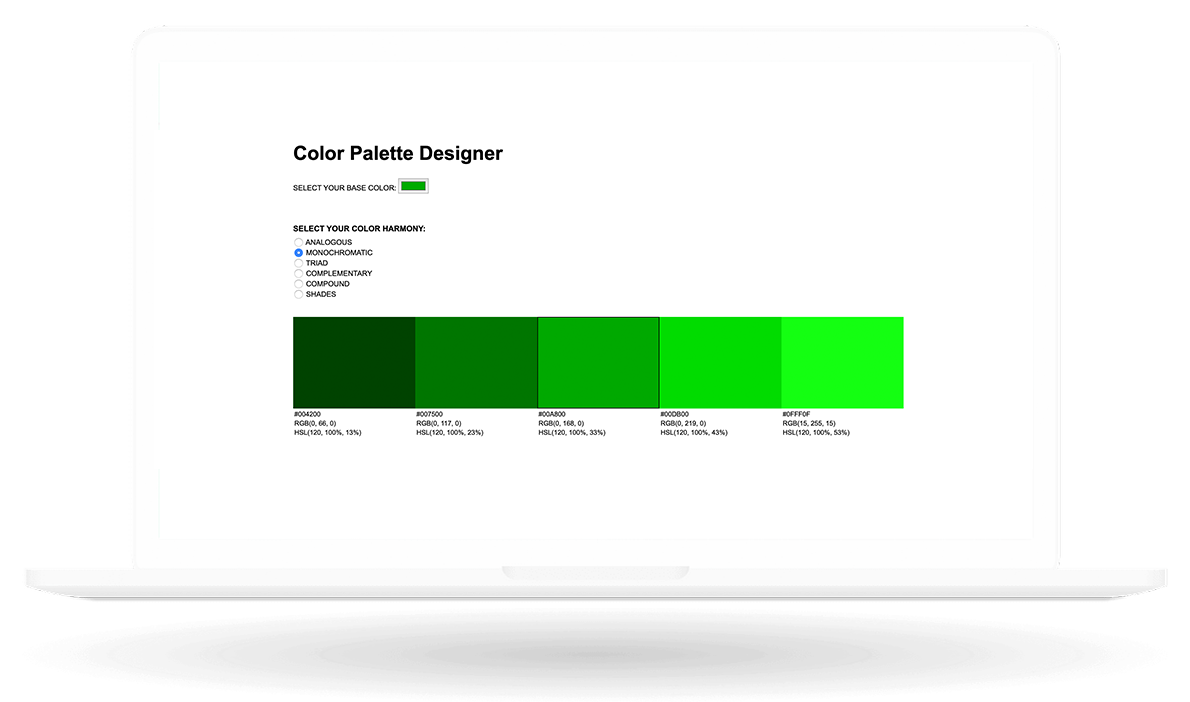 Color Palette Designer
SELECT YOUR BASE COLOR:
SELECT YOUR COLOR HARMONY:
ANALOGOUS
MONOCHROMATIC
TRIAD
COMPLEMENTARY
COMPOUND
SHADES
#004200
RGB(0, 66, 0)
HSL(120, 100%, 13%)
#007500
RGB(0, 117, 0)
HSL(120, 100%, 23%)
#00A800
RGB(0, 168, 0)
HSL(120, 100%, 33%)
#00DB00
RGB(0, 219, 0)
HSL(120, 100%, 43%)
#0FFF0F
RGB(15, 255, 15)
HSL(120, 100%, 53%)